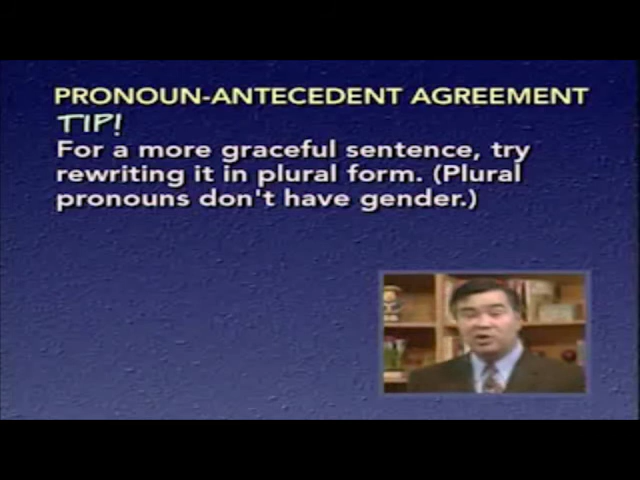 PRONOUN-ANTECEDENT AGREEMENT
TIP!
For a more graceful sentence, try
rewriting it in plural form. (Plural
pronouns don't have gender.)